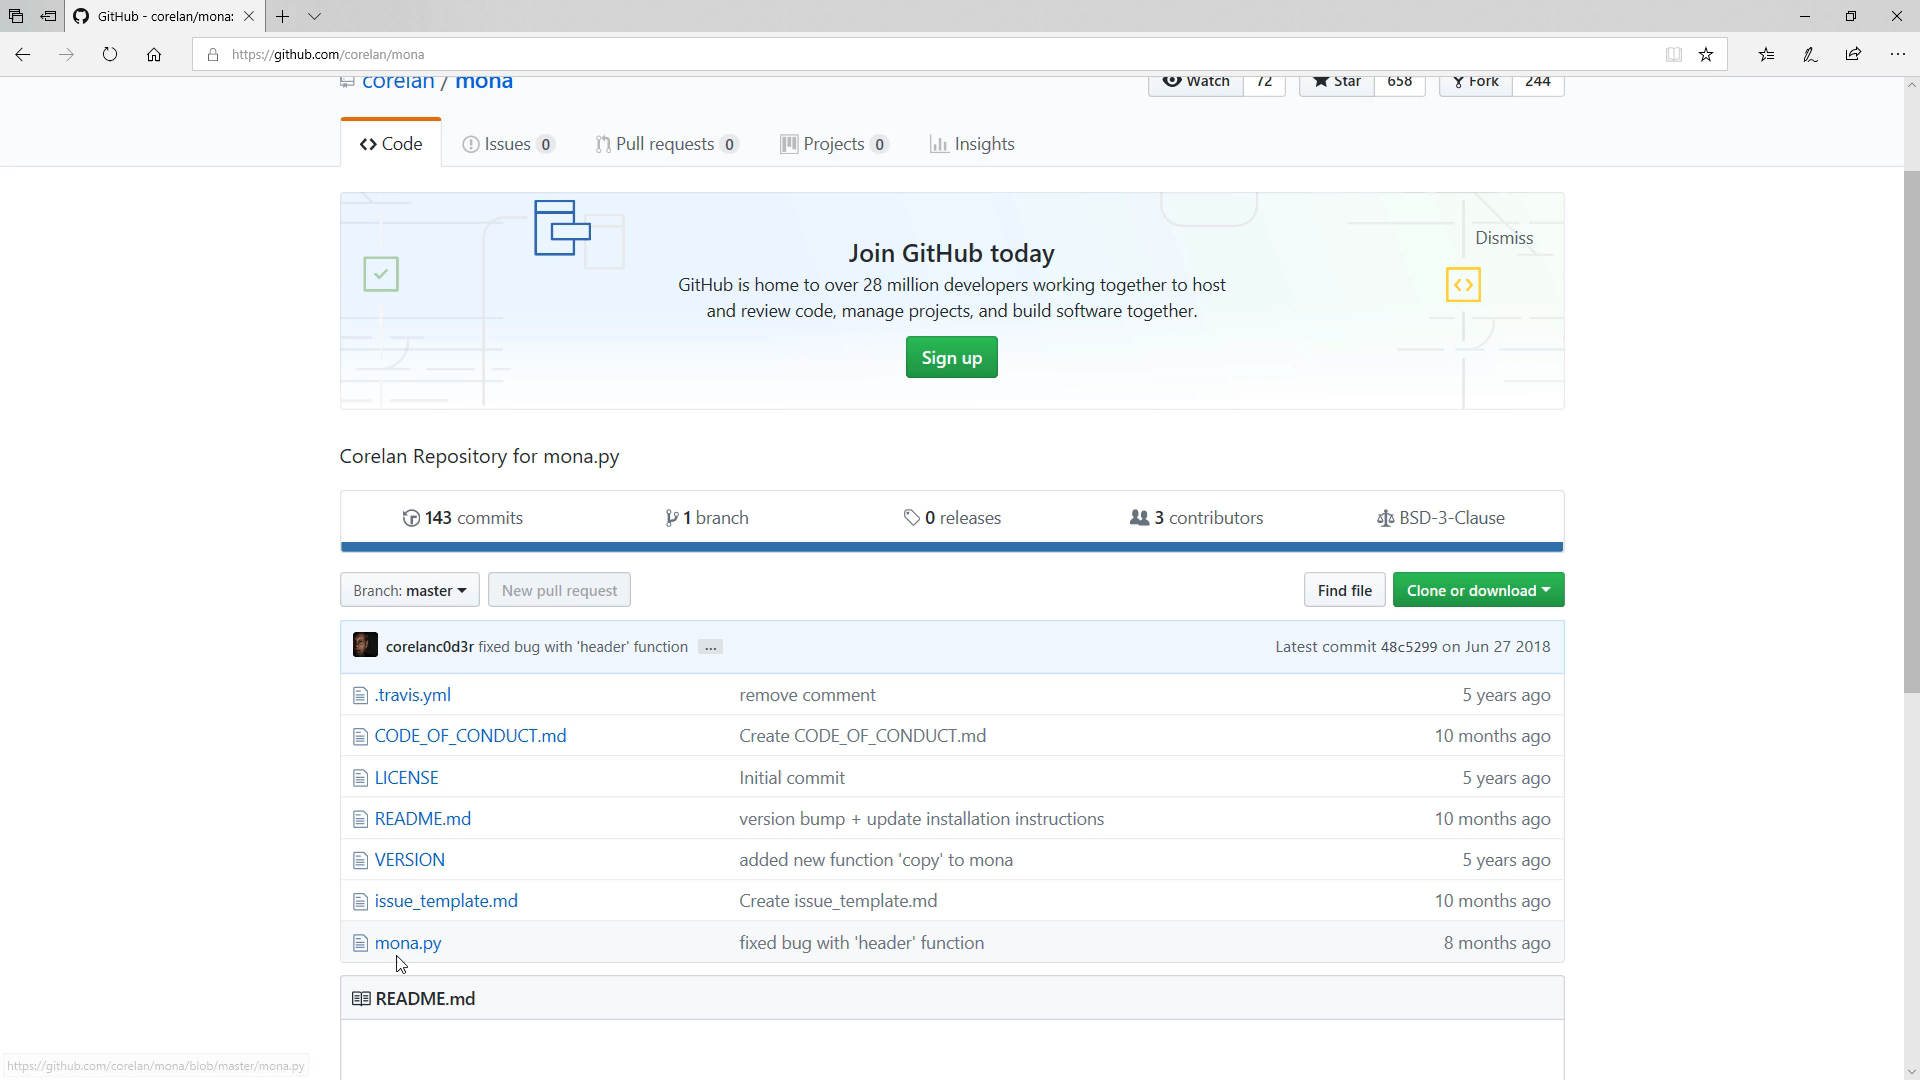 GitHub - corelan/mona:
https://github.com/corelan/mona
corelan / mona
Watch 72 Star 658 Fork 244
Code Issues 0 Pull requests 0 Projects 0 Insights
Dismiss
Join GitHub today
GitHub is home to over 28 million developers working together to host
and review code, manage projects, and build software together.
Sign up
Corelan Repository for mona.py
143 commits 1 branch 0 releases 3 contributors BSD-3-Clause
Branch: master New pull request Find file Clone or download
corelanc0d3r fixed bug with 'header' function ... Latest commit 48c5299 on Jun 27 2018
.travis.yml remove comment 5 years ago
CODE_OF_CONDUCT.md Create CODE_OF_CONDUCT.md 10 months ago
LICENSE Initial commit 5 years ago
README.md version bump + update installation instructions 10 months ago
VERSION added new function 'copy' to mona 5 years ago
issue_template.md Create issue_template.md 10 months ago
mona.py fixed bug with 'header' function 8 months ago
README.md
https://github.com/corelan/mona/blob/master/mona.py